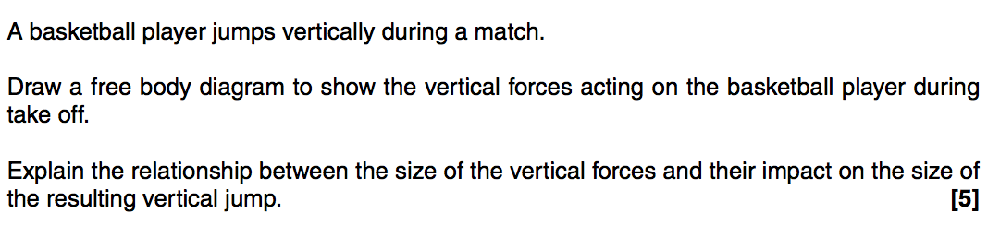 A basketball player jumps vertically during a match.
Draw a free body diagram to show the vertical forces acting on the basketball player during
take off.
Explain the relationship between the size of the vertical forces and their impact on the size of
the resulting vertical jump. [5]